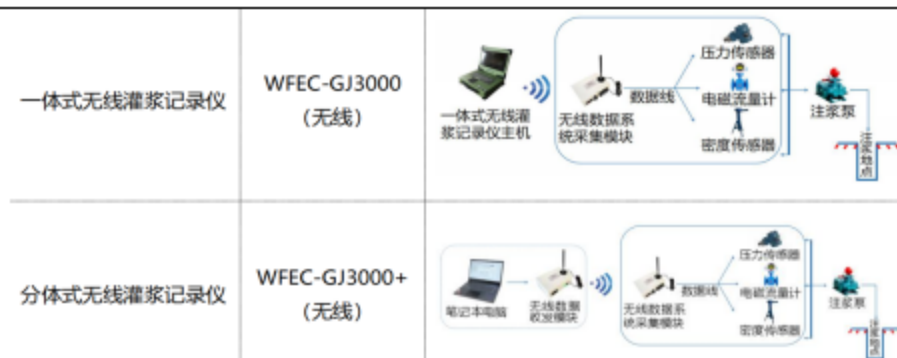 一体式无线灌浆记录仪
WFEC-GJ3000
（无线）
一体式无线灌
浆记录仪主机
无线数据系
统采集模块
数据线
压力传感器
电磁流量计
密度传感器
注浆泵
注浆地点
分体式无线灌浆记录仪
WFEC-GJ3000+
（无线）
笔记本电脑
无线数据
收发模块
无线数据系
统采集模块
数据线
压力传感器
电磁流量计
密度传感器
注浆泵
注浆地点